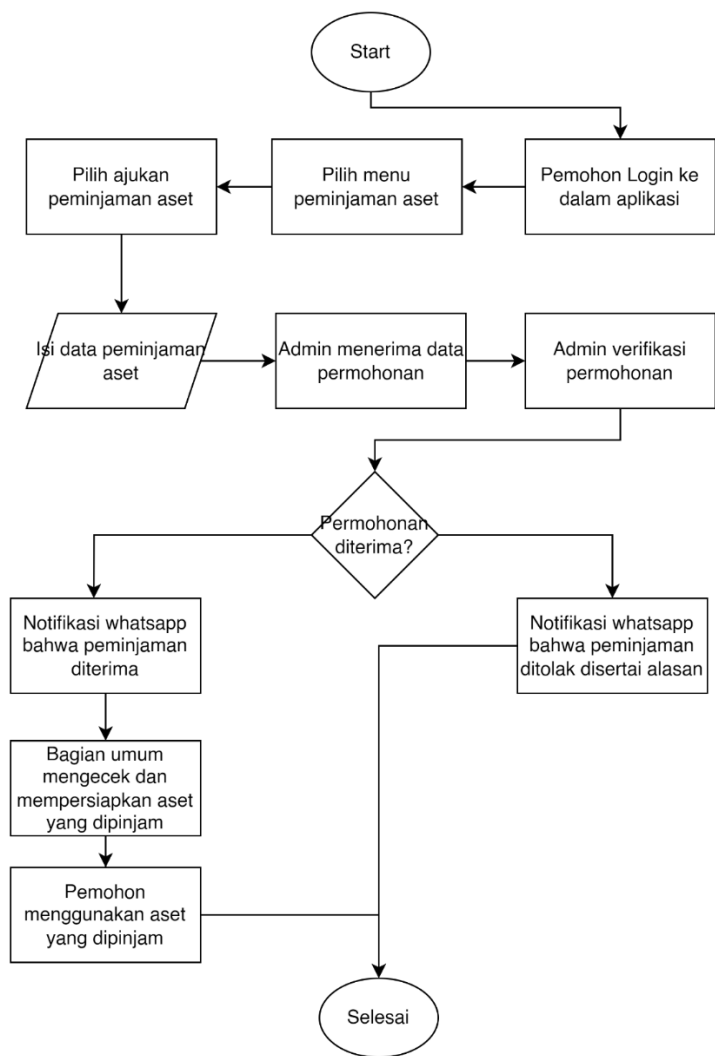 Start
Pemohon Login ke
dalam aplikasi
Pilih menu
peminjaman aset
Pilih ajukan
peminjaman aset
Isi data peminjaman
aset
Admin menerima data
permohonan
Admin verifikasi
permohonan
Permohonan
diterima?
Notifikasi whatsapp
bahwa peminjaman
diterima
Notifikasi whatsapp
bahwa peminjaman
ditolak disertai alasan
Bagian umum
mengecek dan
mempersiapkan aset
yang dipinjam
Pemohon
menggunakan aset
yang dipinjam
Selesai